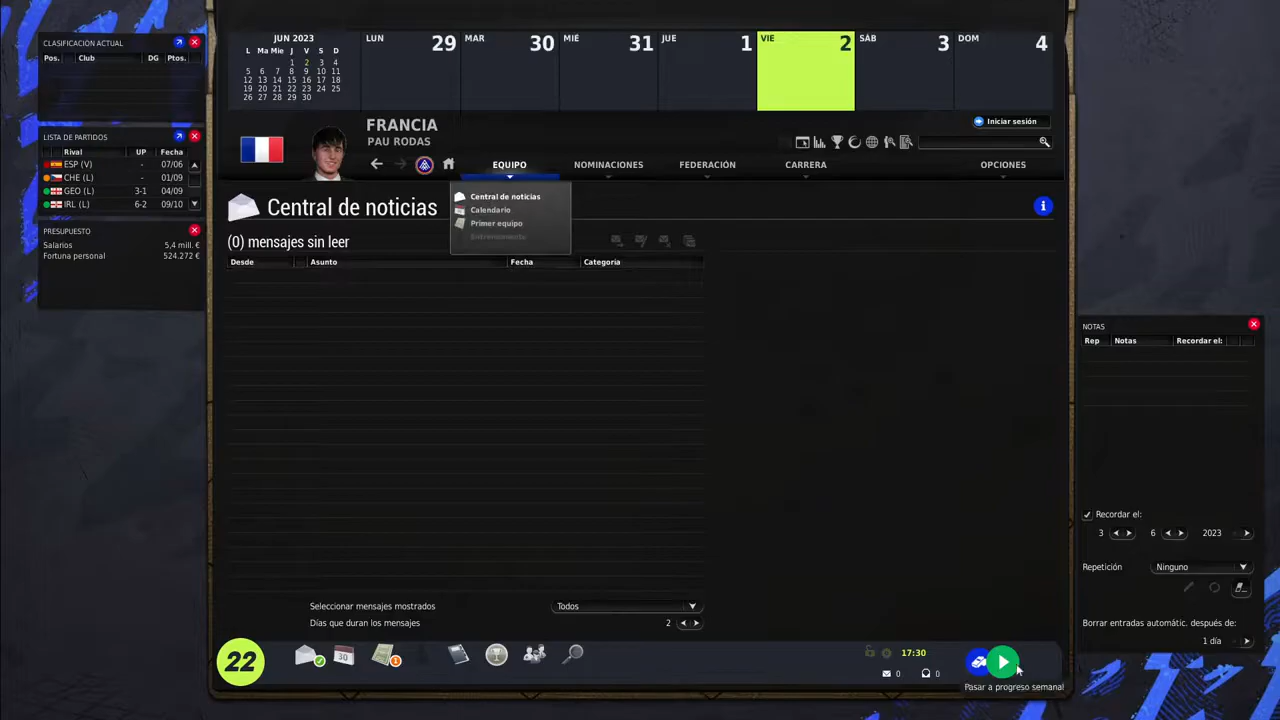 CLASIFICACIÓN ACTUAL
Pos. Club DG Ptos.
LISTA DE PARTIDOS
Rival UP Fecha
ESP (V) - 07/06
CHE (L) - 01/09
GEO (L) 3-1 04/09
IRL (L) 6-2 09/10
PRESUPUESTO
Salarios 5,4 mill. €
Fortuna personal 524.272 €
JUN 2023
L Ma Mie J V S D
1 2 3 4
5 6 7 8 9 10 11
12 13 14 15 16 17 18
19 20 21 22 23 24 25
26 27 28 29 30
LUN 29
MAR 30
MIE 31
JUE 1
VIE 2
SÁB 3
DOM 4
FRANCIA
PAU RODAS
Iniciar sesión
EQUIPO NOMINACIONES FEDERACIÓN CARRERA OPCIONES
Central de noticias
Calendario
Primer equipo
Entrenamiento
Central de noticias
(0) mensajes sin leer
Desde Asunto Fecha Categoría
Seleccionar mensajes mostrados Todos
Días que duran los mensajes 2
NOTAS
Rep Notas Recordar el:
Recordar el:
3 6 2023
Repetición Ninguno
Borrar entradas automátic. después de:
1 día
22
30
1
17:30
0 0
Pasar a progreso semanal